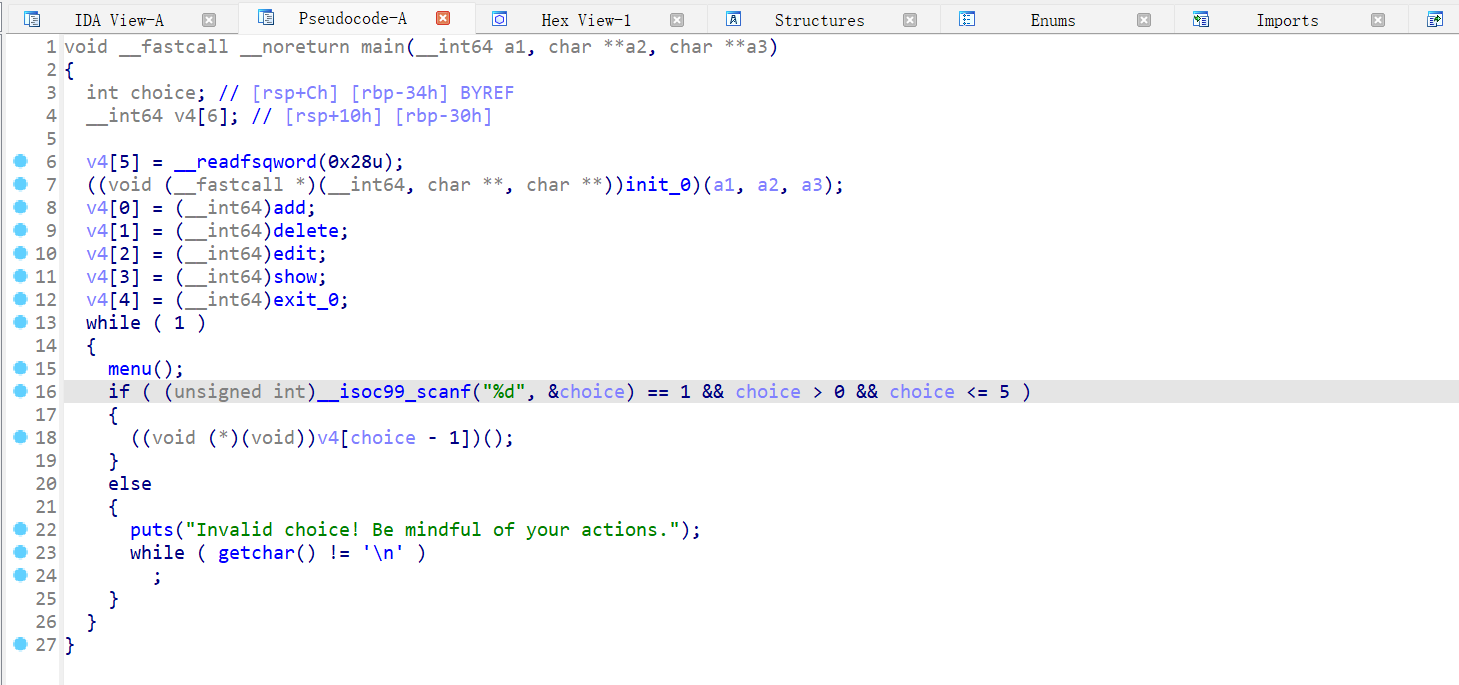 IDA View-A Pseudocode-A Hex View-1 Structures Enums Imports
1 void __fastcall __noreturn main(__int64 a1, char **a2, char **a3)
2 {
3 int choice; // [rsp+Ch] [rbp-34h] BYREF
4 __int64 v4[6]; // [rsp+10h] [rbp-30h]
5
6 v4[5] = __readfsqword(0x28u);
7 ((void (__fastcall *)(__int64, char **, char **))init_0)(a1, a2, a3);
8 v4[0] = (__int64)add;
9 v4[1] = (__int64)delete;
10 v4[2] = (__int64)edit;
11 v4[3] = (__int64)show;
12 v4[4] = (__int64)exit_0;
13 while ( 1 )
14 {
15 menu();
16 if ( (unsigned int)__isoc99_scanf("%d", &choice) == 1 && choice > 0 && choice <= 5 )
17 {
18 ((void (*)(void))v4[choice - 1])();
19 }
20 else
21 {
22 puts("Invalid choice! Be mindful of your actions.");
23 while ( getchar() != '\n' )
24 ;
25 }
26 }
27 }